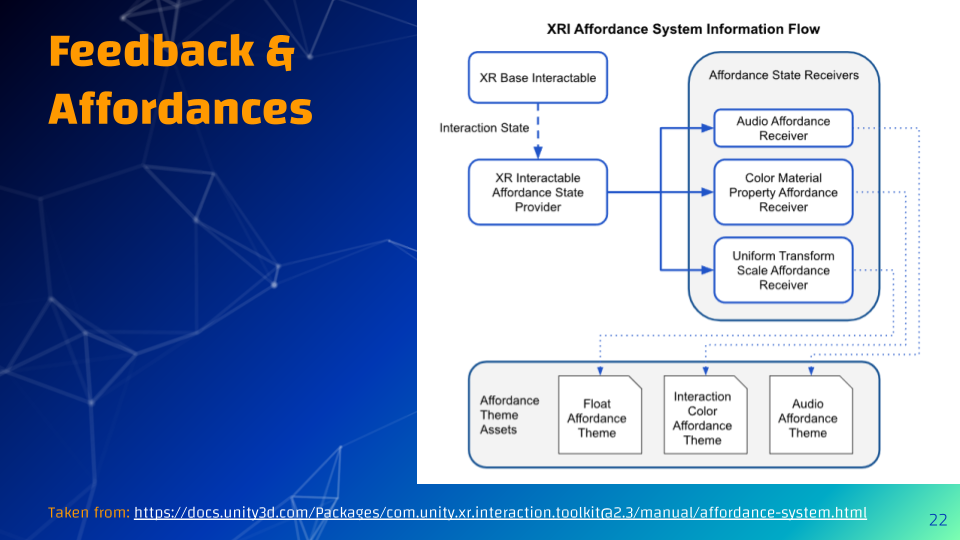 Feedback &
Affordances
XRI Affordance System Information Flow
XR Base Interactable
Interaction State
XR Interactable
Affordance State
Provider
Affordance State Receivers
Audio Affordance
Receiver
Color Material
Property Affordance
Receiver
Uniform Transform
Scale Affordance
Receiver
Affordance
Theme
Assets
Float
Affordance
Theme
Interaction
Color
Affordance
Theme
Audio
Affordance
Theme
Taken from: https://docs.unity3d.com/Packages/com.unity.xr.interaction.toolkit@2.3/manual/affordance-system.html
22